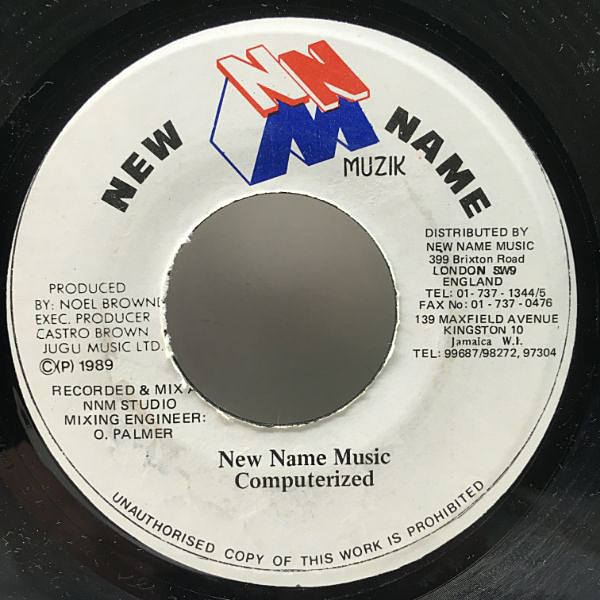 NEW NAME
NNM
MUZIK
PRODUCED
BY: NOEL BROWNE
EXEC. PRODUCER
CASTRO BROWN
JUGU MUSIC LTD
©(P) 1989
RECORDED & MIX A
NNM STUDIO
MIXING ENGINEER:
O. PALMER
DISTRIBUTED BY
NEW NAME MUSIC
399 Brixton Road
LONDON SW9
ENGLAND
TEL: 01-737-1344/5
FAX No: 01-737-0476
139 MAXFIELD AVENUE
KINGSTON 10
Jamaica W.I.
TEL: 99687/98272, 97304
New Name Music
Computerized
UNAUTHORISED COPY OF THIS WORK IS PROHIBITED